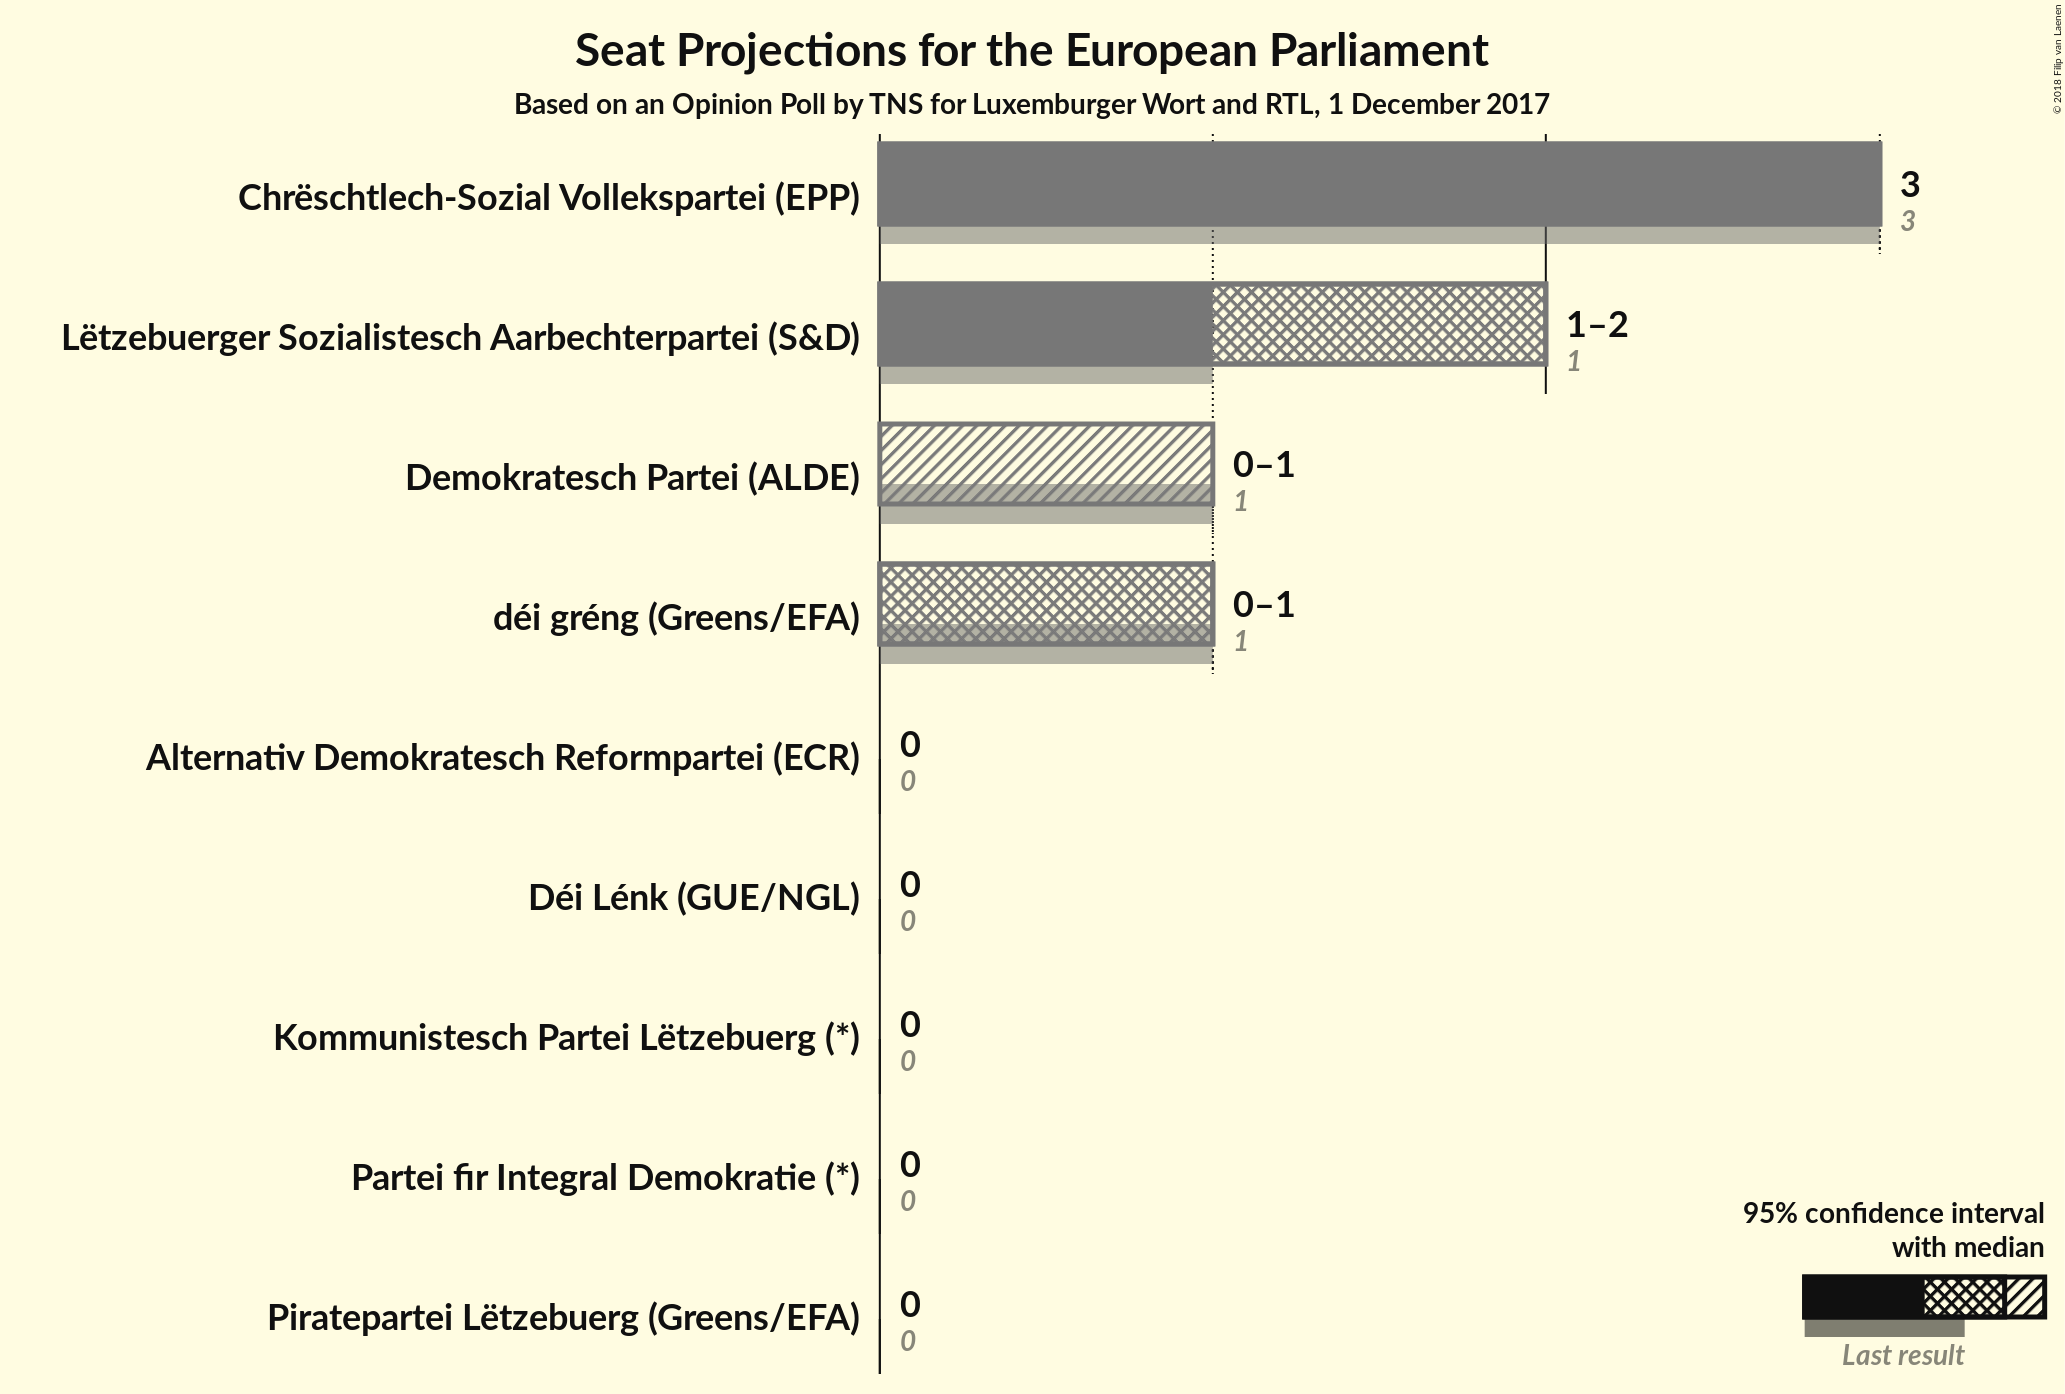 Seat Projections for the European Parliament
Based on an Opinion Poll by TNS for Luxemburger Wort and RTL, 1 December 2017
© 2018 Filip van Laenen
Chrëschtlech-Sozial Vollekspartei (EPP)
3
3
Lëtzebuerger Sozialistesch Aarbechterpartei (S&D)
1–2
1
Demokratesch Partei (ALDE)
0–1
1
déi gréng (Greens/EFA)
0–1
1
Alternativ Demokratesch Reformpartei (ECR)
0
0
Déi Lénk (GUE/NGL)
0
0
Kommunistesch Partei Lëtzebuerg (*)
0
0
Partei fir Integral Demokratie (*)
0
0
Piratepartei Lëtzebuerg (Greens/EFA)
0
0
95% confidence interval
with median
Last result